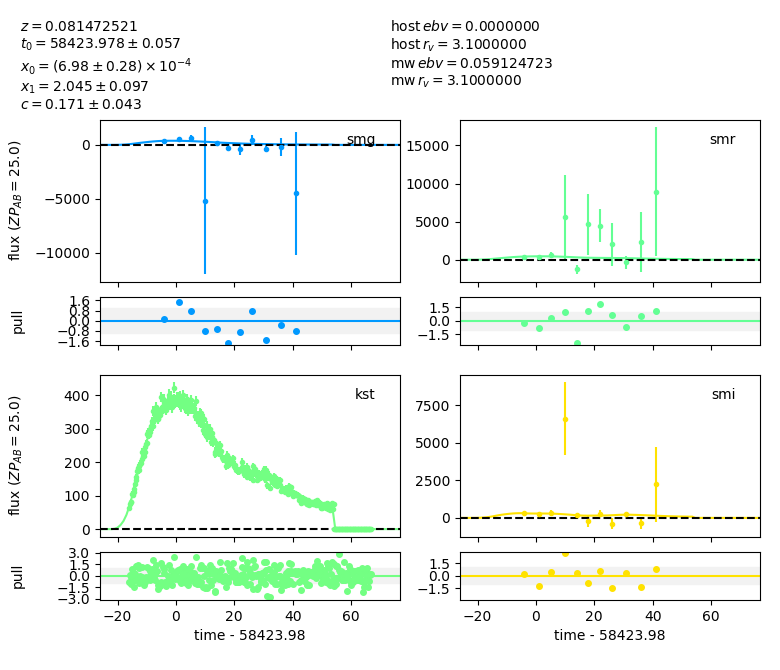 z = 0.081472521
t₀ = 58423.978 ± 0.057
x₀ = (6.98 ± 0.28) × 10⁻⁴
x₁ = 2.045 ± 0.097
c = 0.171 ± 0.043
host ebv = 0.0000000
host r_v = 3.1000000
mw ebv = 0.059124723
mw r_v = 3.1000000
smg
0
−5000
−10000
flux (ZP_AB = 25.0)
smr
15000
10000
5000
0
1.6
0.8
0.0
−0.8
−1.6
pull
1.5
0.0
−1.5
kst
400
300
200
100
0
flux (ZP_AB = 25.0)
smi
7500
5000
2500
0
3.0
1.5
0.0
−1.5
−3.0
pull
−20 0 20 40 60
time - 58423.98
1.5
0.0
−1.5
−20 0 20 40 60
time - 58423.98